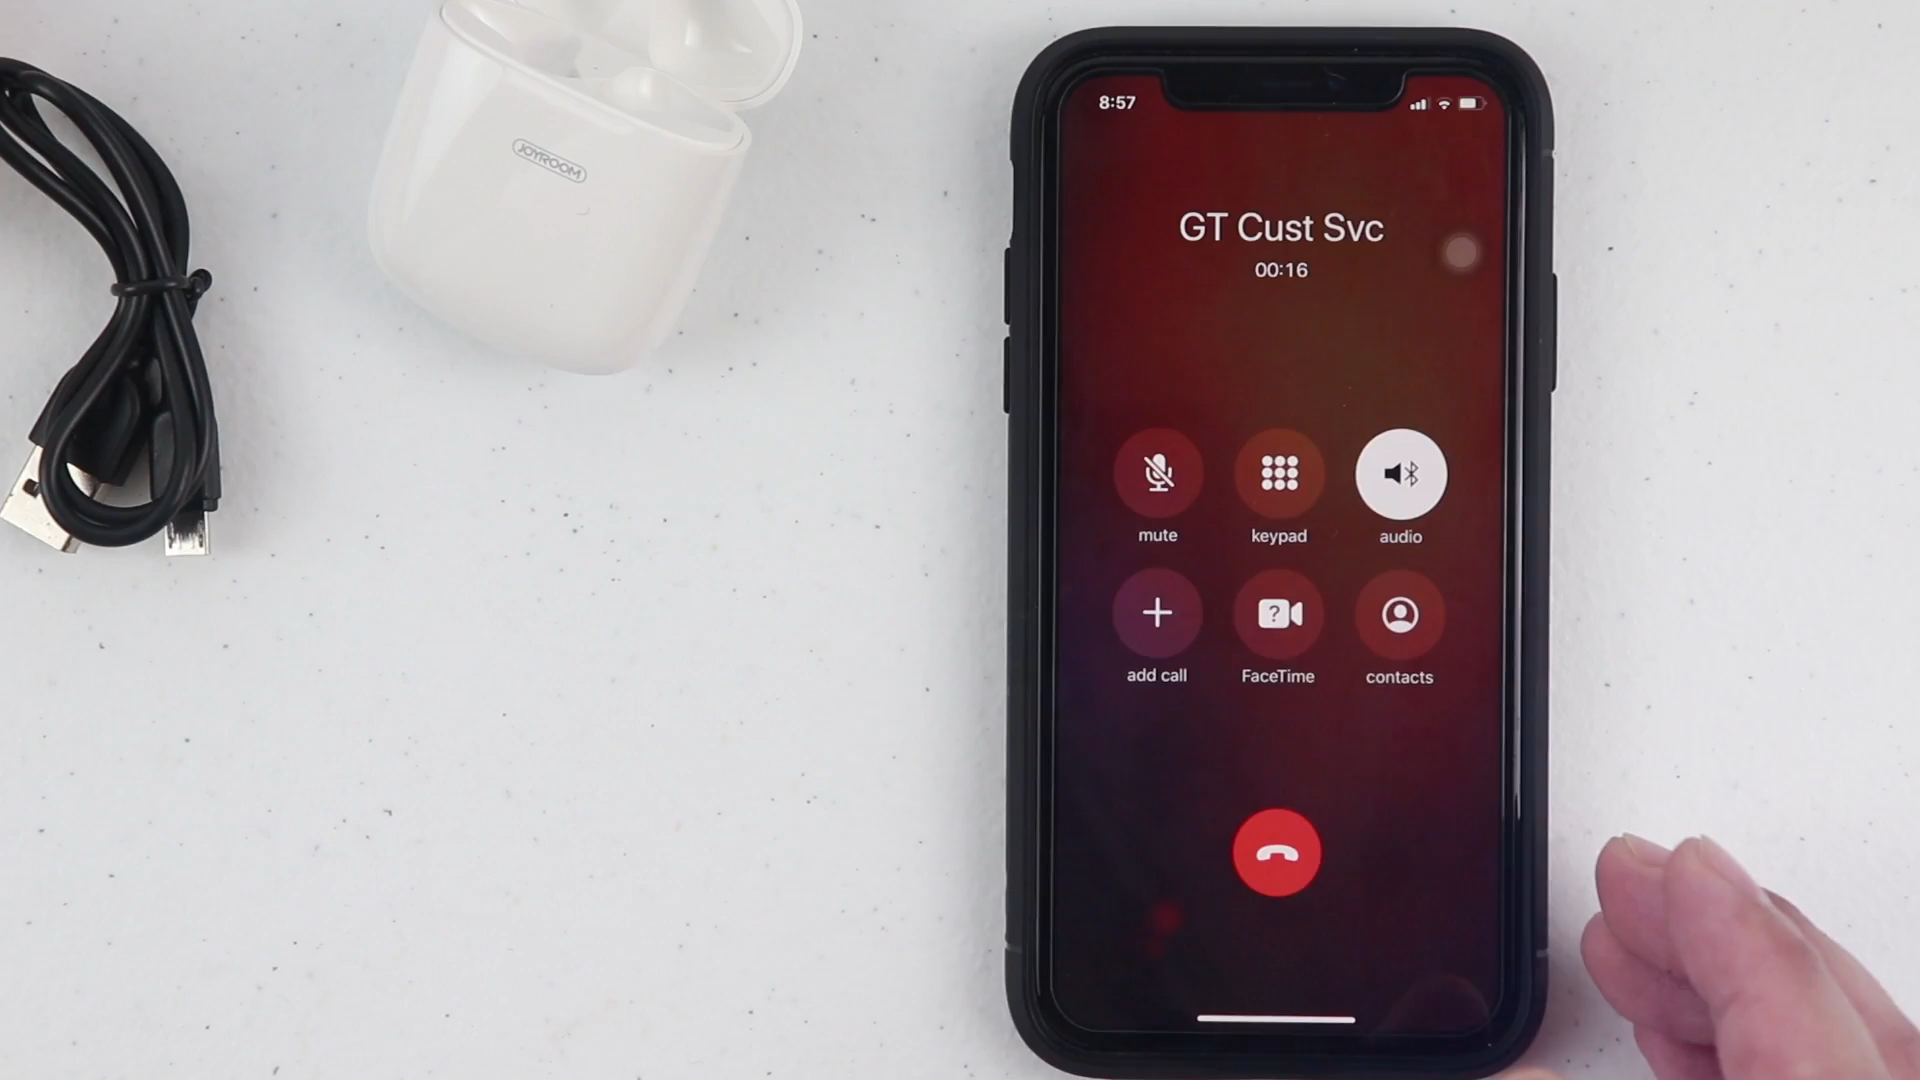 JOYROOM
8:57
GT Cust Svc
00:16
mute
keypad
audio
?
add call
FaceTime
contacts